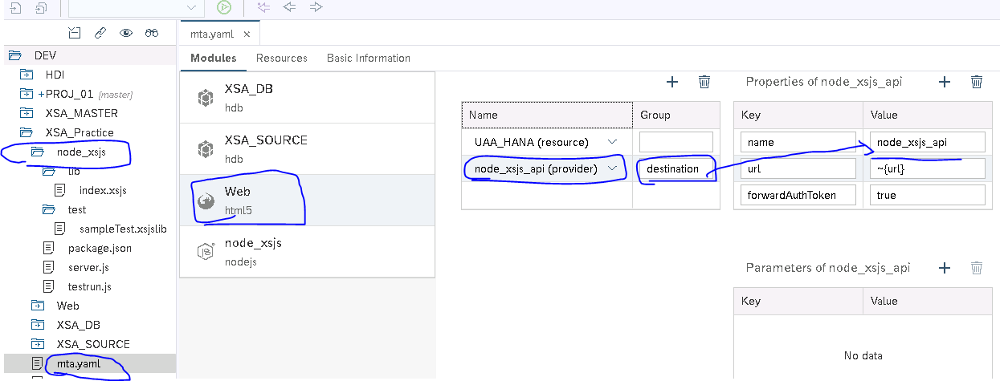 mta.yaml ×
Modules Resources Basic Information
DEV
HDI
+PROJ_01 [master]
XSA_MASTER
XSA_Practice
node_xsjs
lib
index.xsjs
test
sampleTest.xsjslib
package.json
server.js
testrun.js
Web
XSA_DB
XSA_SOURCE
mta.yaml
XSA_DB
hdb
XSA_SOURCE
hdb
Web
html5
node_xsjs
nodejs
Name Group
UAA_HANA (resource)
node_xsjs_api (provider) destination
Properties of node_xsjs_api
Key Value
name node_xsjs_api
url ~{url}
forwardAuthToken true
Parameters of node_xsjs_api
Key Value
No data